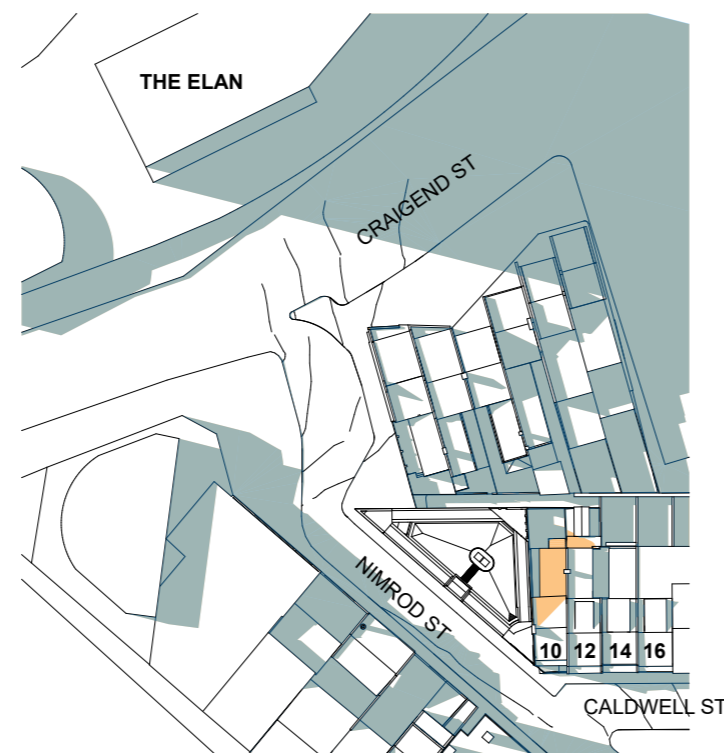 THE ELAN
CRAIGEND ST
NIMROD ST
10 12 14 16
CALDWELL ST